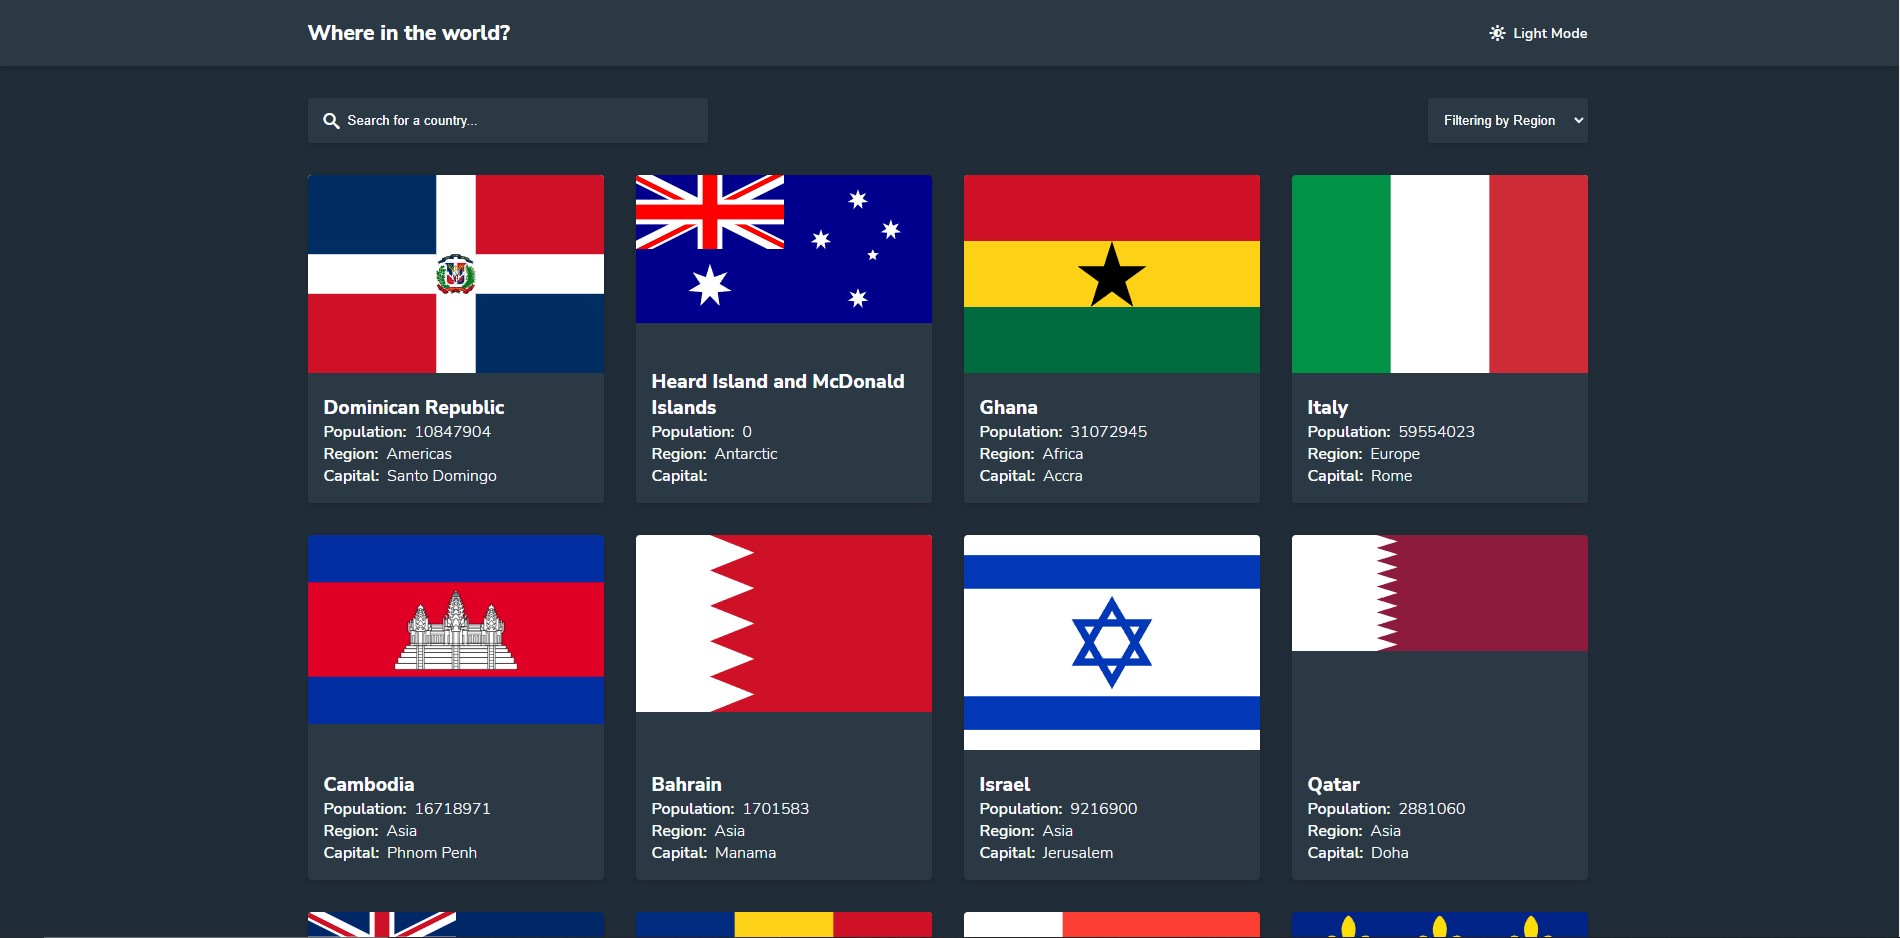 Where in the world?
Light Mode
Search for a country...
Filtering by Region
Dominican Republic
Population: 10847904
Region: Americas
Capital: Santo Domingo
Heard Island and McDonald
Islands
Population: 0
Region: Antarctic
Capital:
Ghana
Population: 31072945
Region: Africa
Capital: Accra
Italy
Population: 59554023
Region: Europe
Capital: Rome
Cambodia
Population: 16718971
Region: Asia
Capital: Phnom Penh
Bahrain
Population: 1701583
Region: Asia
Capital: Manama
Israel
Population: 9216900
Region: Asia
Capital: Jerusalem
Qatar
Population: 2881060
Region: Asia
Capital: Doha